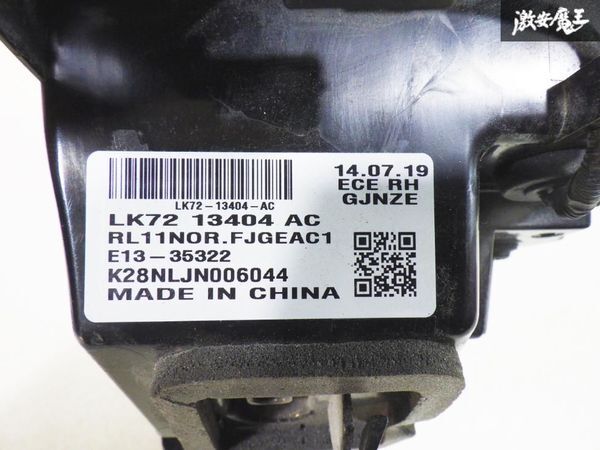 激安魔王
LK72-13404-AC
14.07.19
ECE RH
GJNZE
LK72 13404 AC
RL11NOR.FJGEAC1
E13-35322
K28NLJN006044
MADE IN CHINA